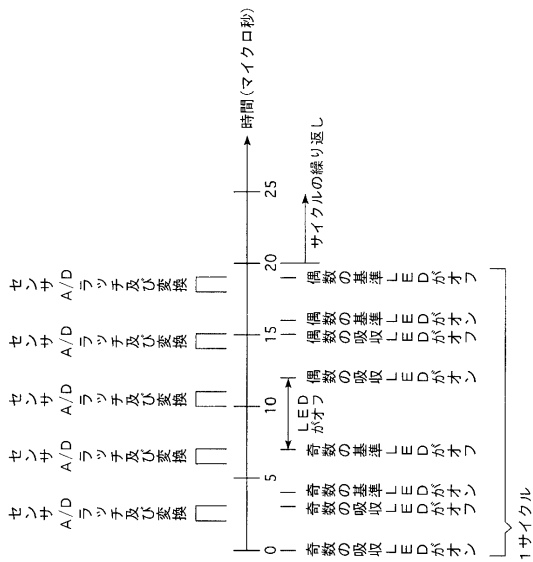 センサA/Dラッチ及び変換
センサA/Dラッチ及び変換
センサA/Dラッチ及び変換
センサA/Dラッチ及び変換
センサA/Dラッチ及び変換
時間(マイクロ秒)
0
5
10
15
20
25
サイクルの繰り返し
LED
がオフ
奇数の吸収LEDがオン
奇数の吸収LEDがオフ
奇数の基準LEDがオン
奇数の基準LEDがオフ
偶数の吸収LEDがオン
偶数の吸収LEDがオフ
偶数の基準LEDがオン
偶数の基準LEDがオフ
1サイクル